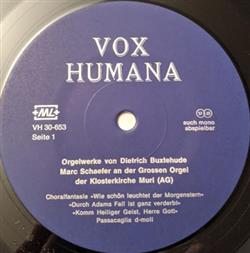 VOX
HUMANA
ML
VH 30-653
Seite 1
auch mono
abspielbar
Orgelwerke von Dietrich Buxtehude
Marc Schaefer an der Grossen Orgel
der Klosterkirche Muri (AG)
Choralfantasie «Wie schön leuchtet der Morgenstern»
«Durch Adams Fall ist ganz verderbt»
«Komm Heiliger Geist, Herre Gott»
Passacaglia d-moll